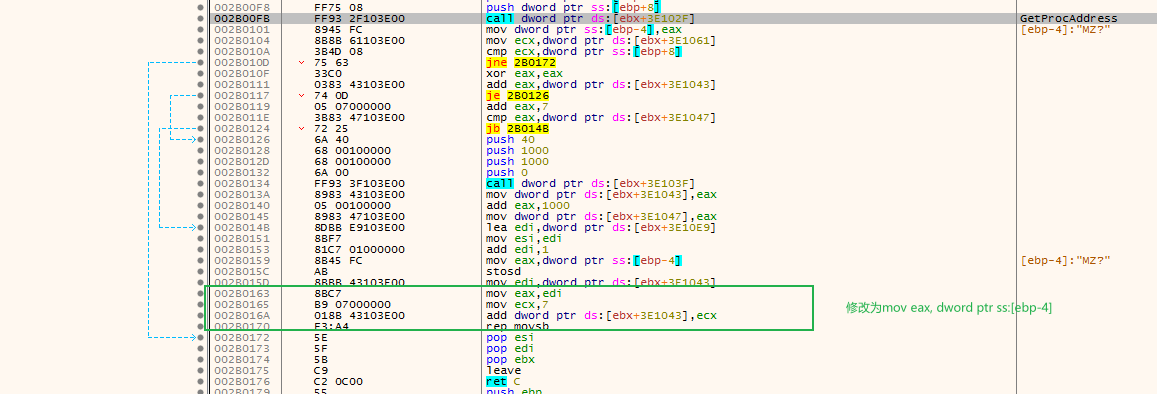 002B00F8 FF75 08 push dword ptr ss:[ebp+8]
002B00FB FF93 2F103E00 call dword ptr ds:[ebx+3E102F] GetProcAddress
002B0101 8945 FC mov dword ptr ss:[ebp-4],eax [ebp-4]:"MZ?"
002B0104 8B8B 61103E00 mov ecx,dword ptr ds:[ebx+3E1061]
002B010A 3B4D 08 cmp ecx,dword ptr ss:[ebp+8]
002B010D 75 63 jne 2B0172
002B010F 33C0 xor eax,eax
002B0111 0383 43103E00 add eax,dword ptr ds:[ebx+3E1043]
002B0117 74 0D je 2B0126
002B0119 05 07000000 add eax,7
002B011E 3B83 47103E00 cmp eax,dword ptr ds:[ebx+3E1047]
002B0124 72 25 jb 2B014B
002B0126 6A 40 push 40
002B0128 68 00100000 push 1000
002B012D 68 00100000 push 1000
002B0132 6A 00 push 0
002B0134 FF93 3F103E00 call dword ptr ds:[ebx+3E103F]
002B013A 8983 43103E00 mov dword ptr ds:[ebx+3E1043],eax
002B0140 05 00100000 add eax,1000
002B0145 8983 47103E00 mov dword ptr ds:[ebx+3E1047],eax
002B014B 8DBB E9103E00 lea edi,dword ptr ds:[ebx+3E10E9]
002B0151 8BF7 mov esi,edi
002B0153 81C7 01000000 add edi,1
002B0159 8B45 FC mov eax,dword ptr ss:[ebp-4] [ebp-4]:"MZ?"
002B015C AB stosd
002B015D 8BBB 43103E00 mov edi,dword ptr ds:[ebx+3E1043]
002B0163 8BC7 mov eax,edi
002B0165 B9 07000000 mov ecx,7 修改为mov eax, dword ptr ss:[ebp-4]
002B016A 018B 43103E00 add dword ptr ds:[ebx+3E1043],ecx
002B0170 F3:A4 rep movsb
002B0172 5E pop esi
002B0173 5F pop edi
002B0174 5B pop ebx
002B0175 C9 leave
002B0176 C2 0C00 ret C
002B0179 55 push ebp